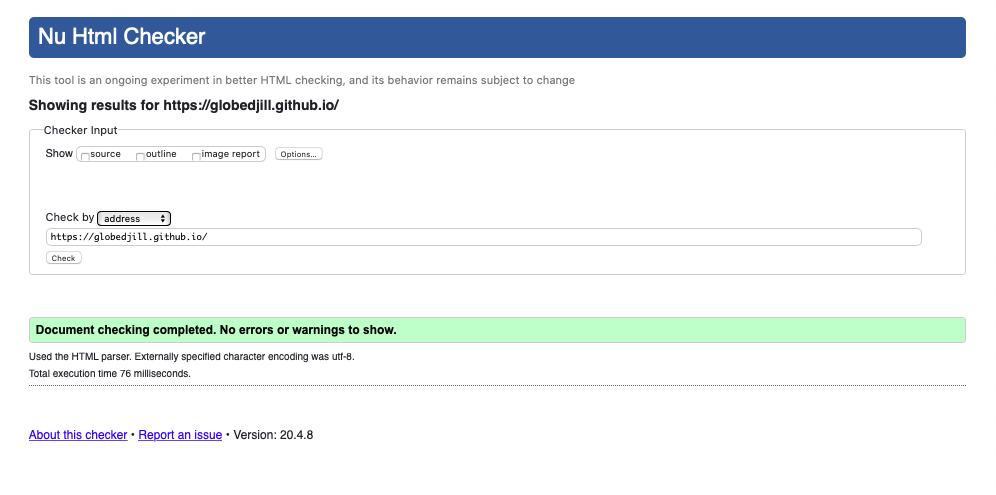 Nu Html Checker
This tool is an ongoing experiment in better HTML checking, and its behavior remains subject to change
Showing results for https://globedjill.github.io/
Checker Input
Show source outline image report Options...
Check by address
https://globedjill.github.io/
Check
Document checking completed. No errors or warnings to show.
Used the HTML parser. Externally specified character encoding was utf-8.
Total execution time 76 milliseconds.
About this checker • Report an issue • Version: 20.4.8